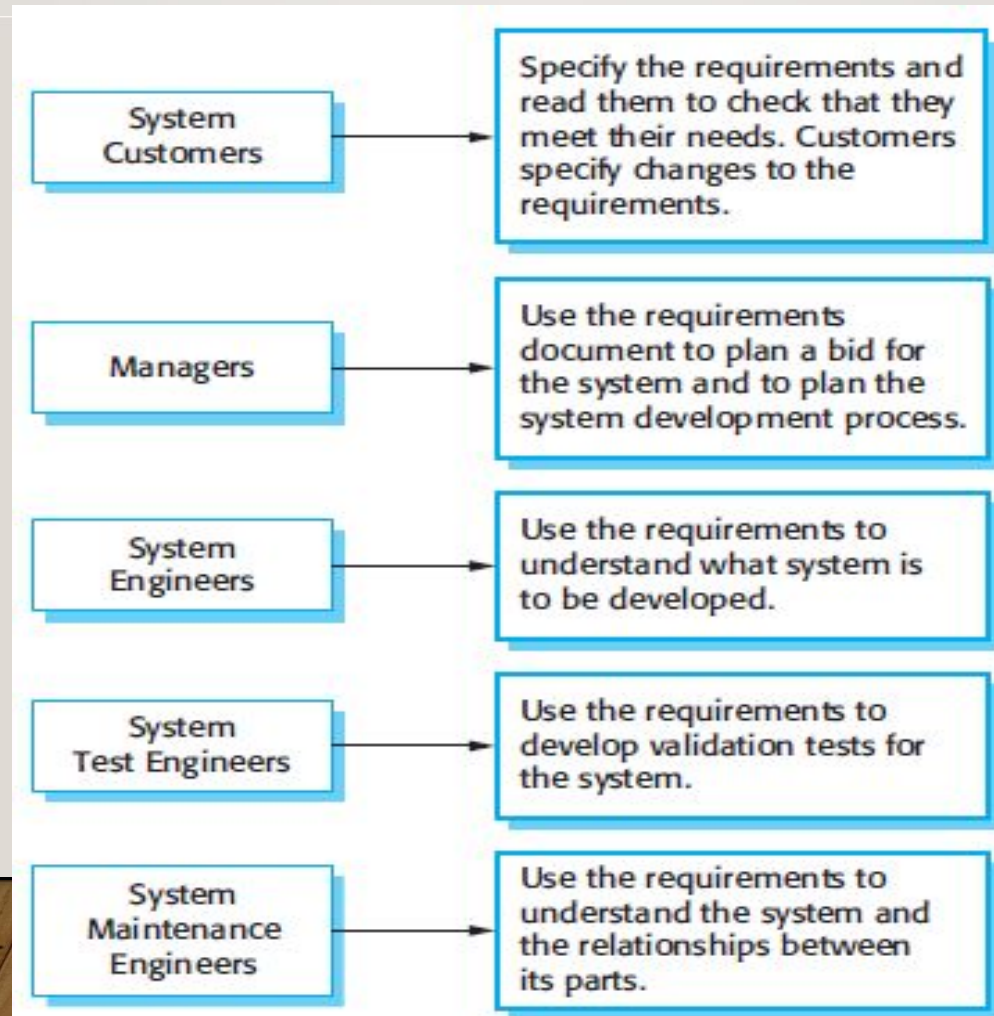 System
Customers
Specify the requirements and
read them to check that they
meet their needs. Customers
specify changes to the
requirements.
Managers
Use the requirements
document to plan a bid for
the system and to plan the
system development process.
System
Engineers
Use the requirements to
understand what system is
to be developed.
System
Test Engineers
Use the requirements to
develop validation tests for
the system.
System
Maintenance
Engineers
Use the requirements to
understand the system and
the relationships between
its parts.